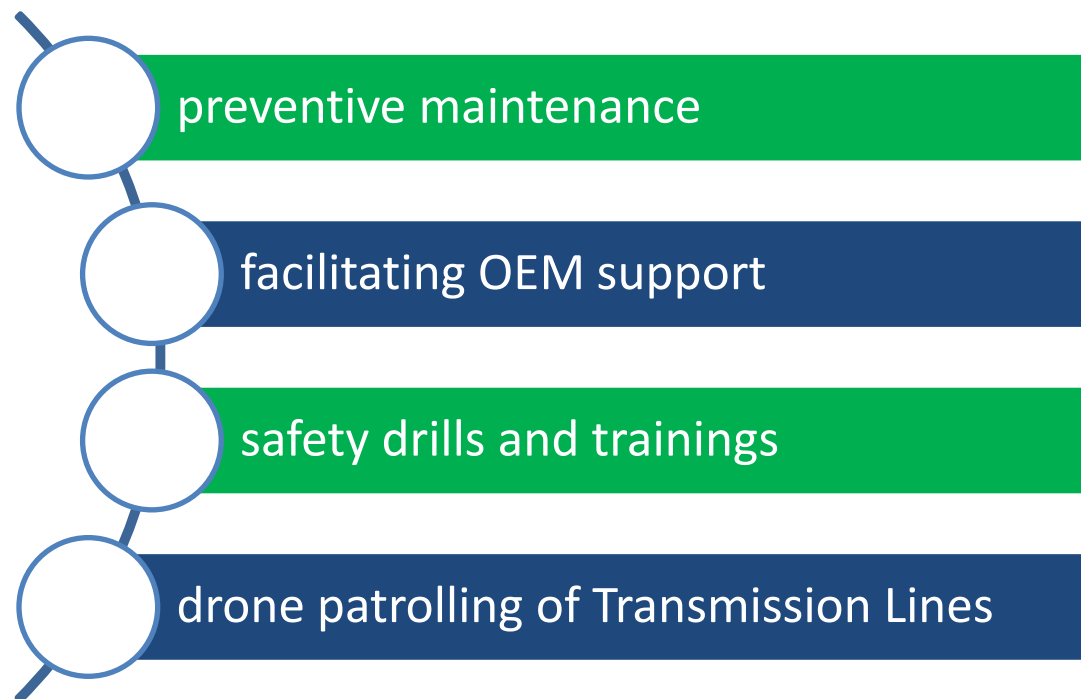 preventive maintenance
facilitating OEM support
safety drills and trainings
drone patrolling of Transmission Lines